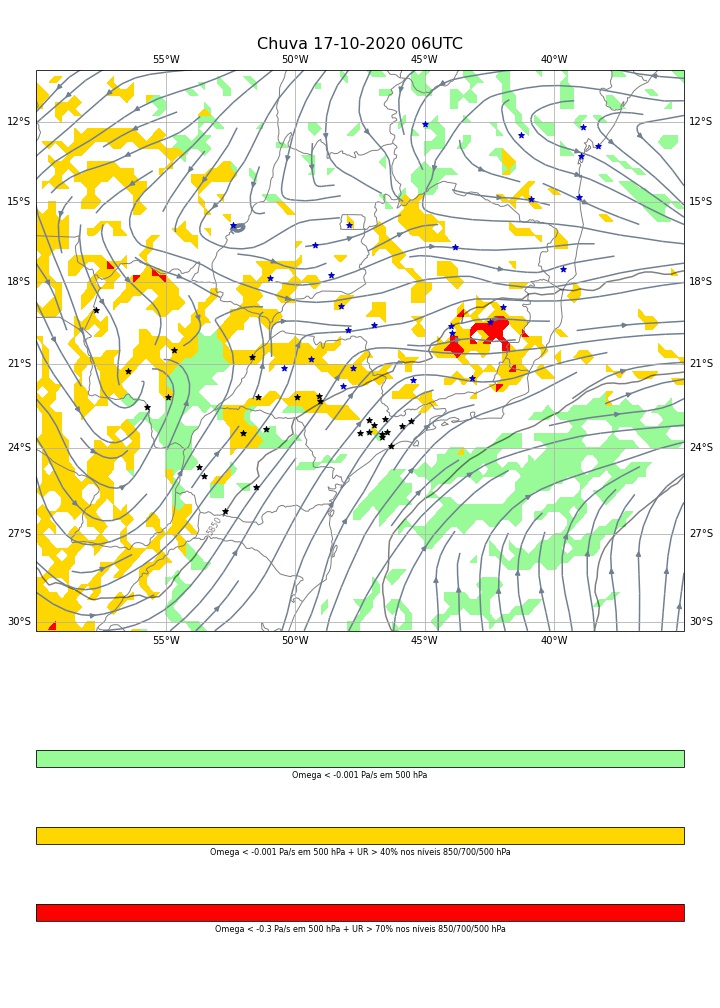 Chuva 17-10-2020 06UTC
55°W 50°W 45°W 40°W
12°S 12°S
15°S 15°S
18°S 18°S
21°S 21°S
24°S 24°S
5850
27°S 27°S
30°S 30°S
55°W 50°W 45°W 40°W
Omega < -0.001 Pa/s em 500 hPa
Omega < -0.001 Pa/s em 500 hPa + UR > 40% nos níveis 850/700/500 hPa
Omega < -0.3 Pa/s em 500 hPa + UR > 70% nos níveis 850/700/500 hPa